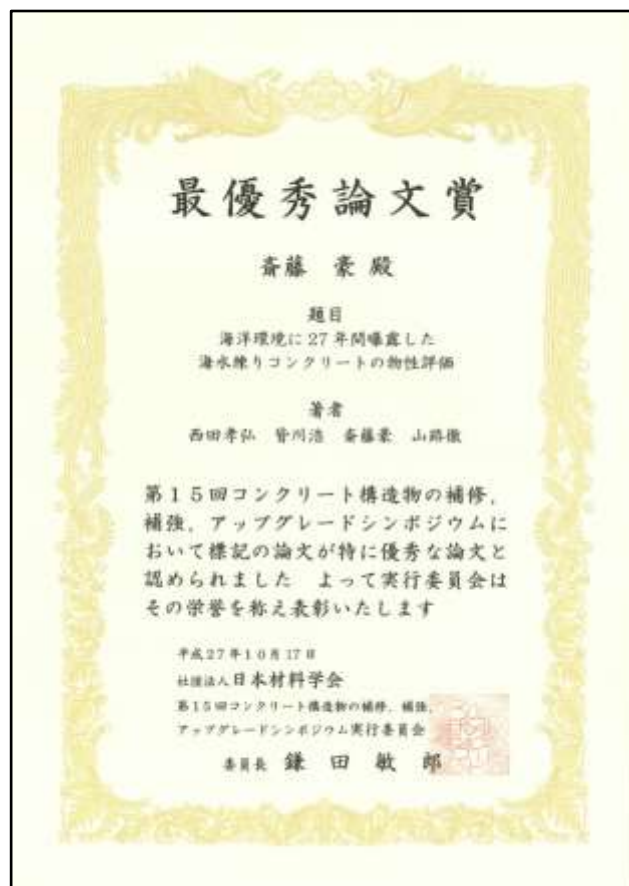 最優秀論文賞
斎藤 豪 殿
題目
海洋環境に27年間曝露した
海水練りコンクリートの物性評価
著者
西田孝弘 皆川浩 斎藤豪 山路徹
第15回コンクリート構造物の補修，
補強，アップグレードシンポジウムに
おいて標記の論文が特に優秀な論文と
認められました よって実行委員会は
その栄誉を称え表彰いたします
平成27年10月17日
社団法人日本材料学会
第15回コンクリート構造物の補修，補強，
アップグレードシンポジウム実行委員会
委員長 鎌田敏郎